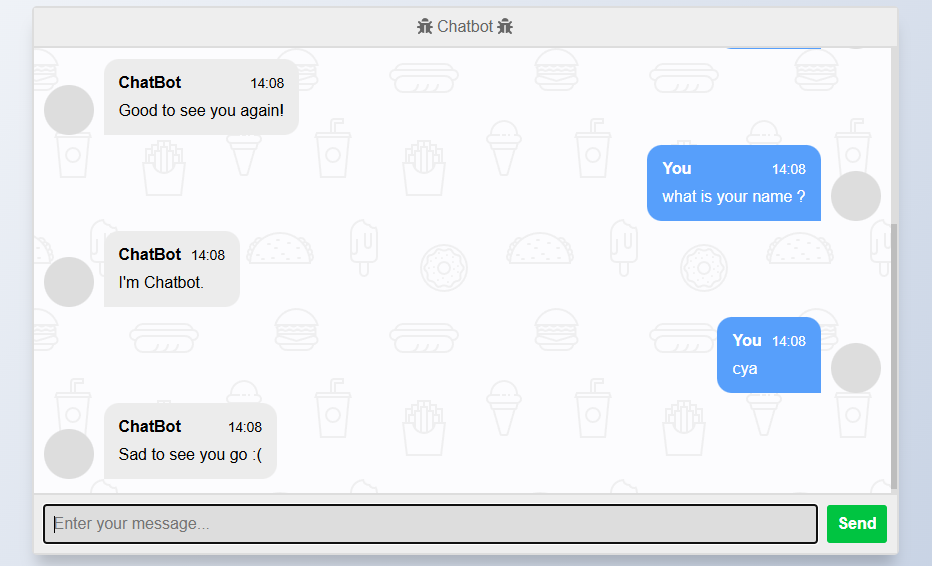 Chatbot
ChatBot 14:08
Good to see you again!
You 14:08
what is your name ?
ChatBot 14:08
I'm Chatbot.
You 14:08
cya
ChatBot 14:08
Sad to see you go :(
Enter your message...
Send